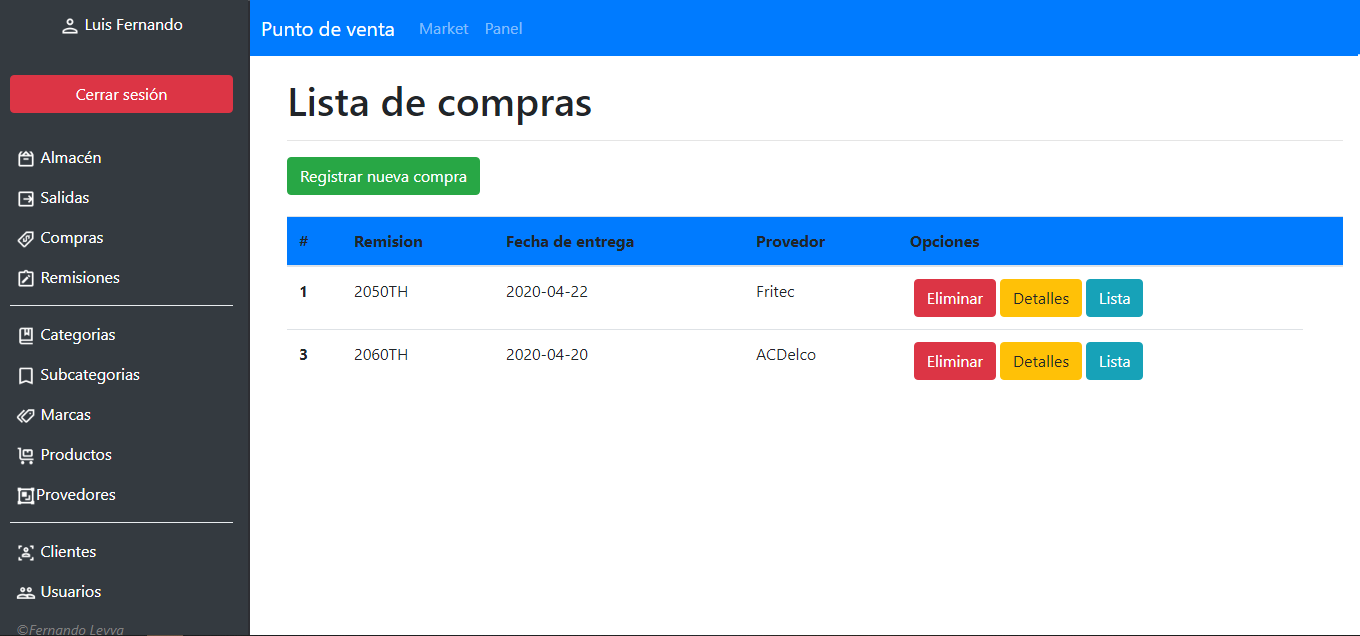 Luis Fernando
Cerrar sesión
Almacén
Salidas
Compras
Remisiones
Categorias
Subcategorias
Marcas
Productos
Provedores
Clientes
Usuarios
©Fernando Leyva
Punto de venta Market Panel
Lista de compras
Registrar nueva compra
# Remision Fecha de entrega Provedor Opciones
1 2050TH 2020-04-22 Fritec Eliminar Detalles Lista
3 2060TH 2020-04-20 ACDelco Eliminar Detalles Lista